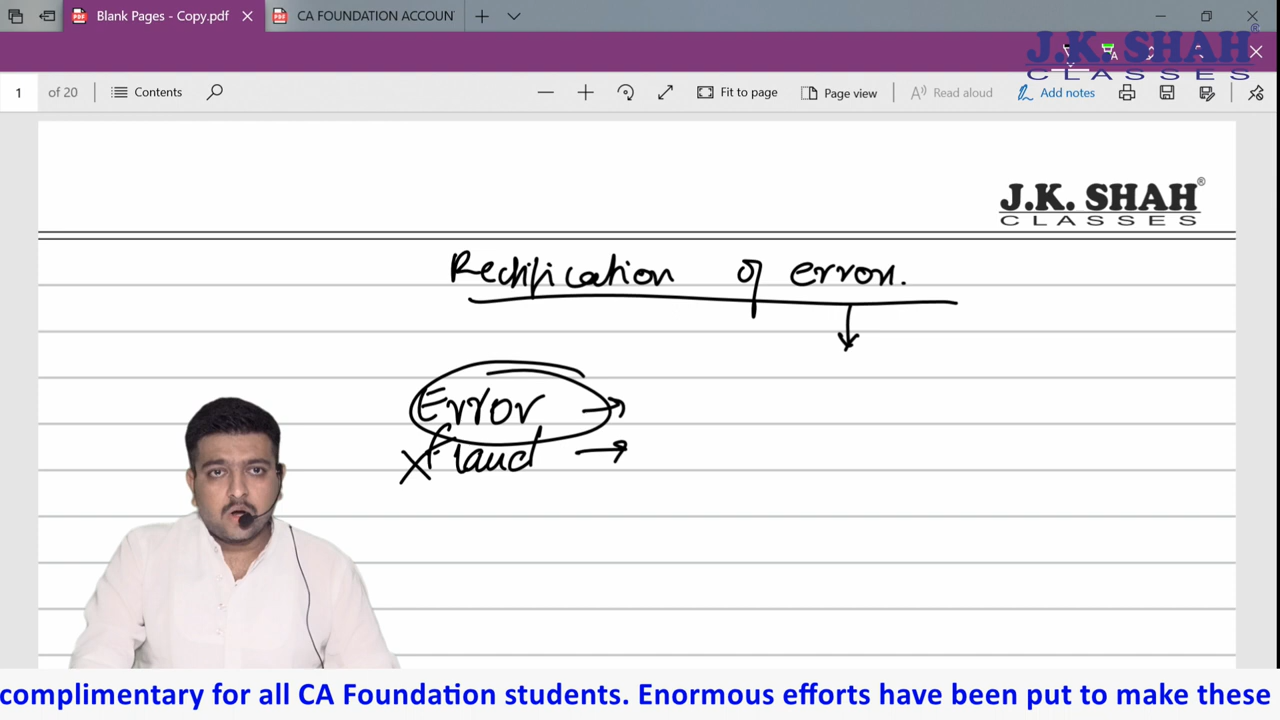 Blank Pages - Copy.pdf
CA FOUNDATION ACCOUN
J.K. SHAH®
CLASSES
1 of 20
Contents
Fit to page
Page view
Read aloud
Add notes
J.K. SHAH®
CLASSES
Rectification of error.
Error →
X Fraud →
complimentary for all CA Foundation students. Enormous efforts have been put to make these